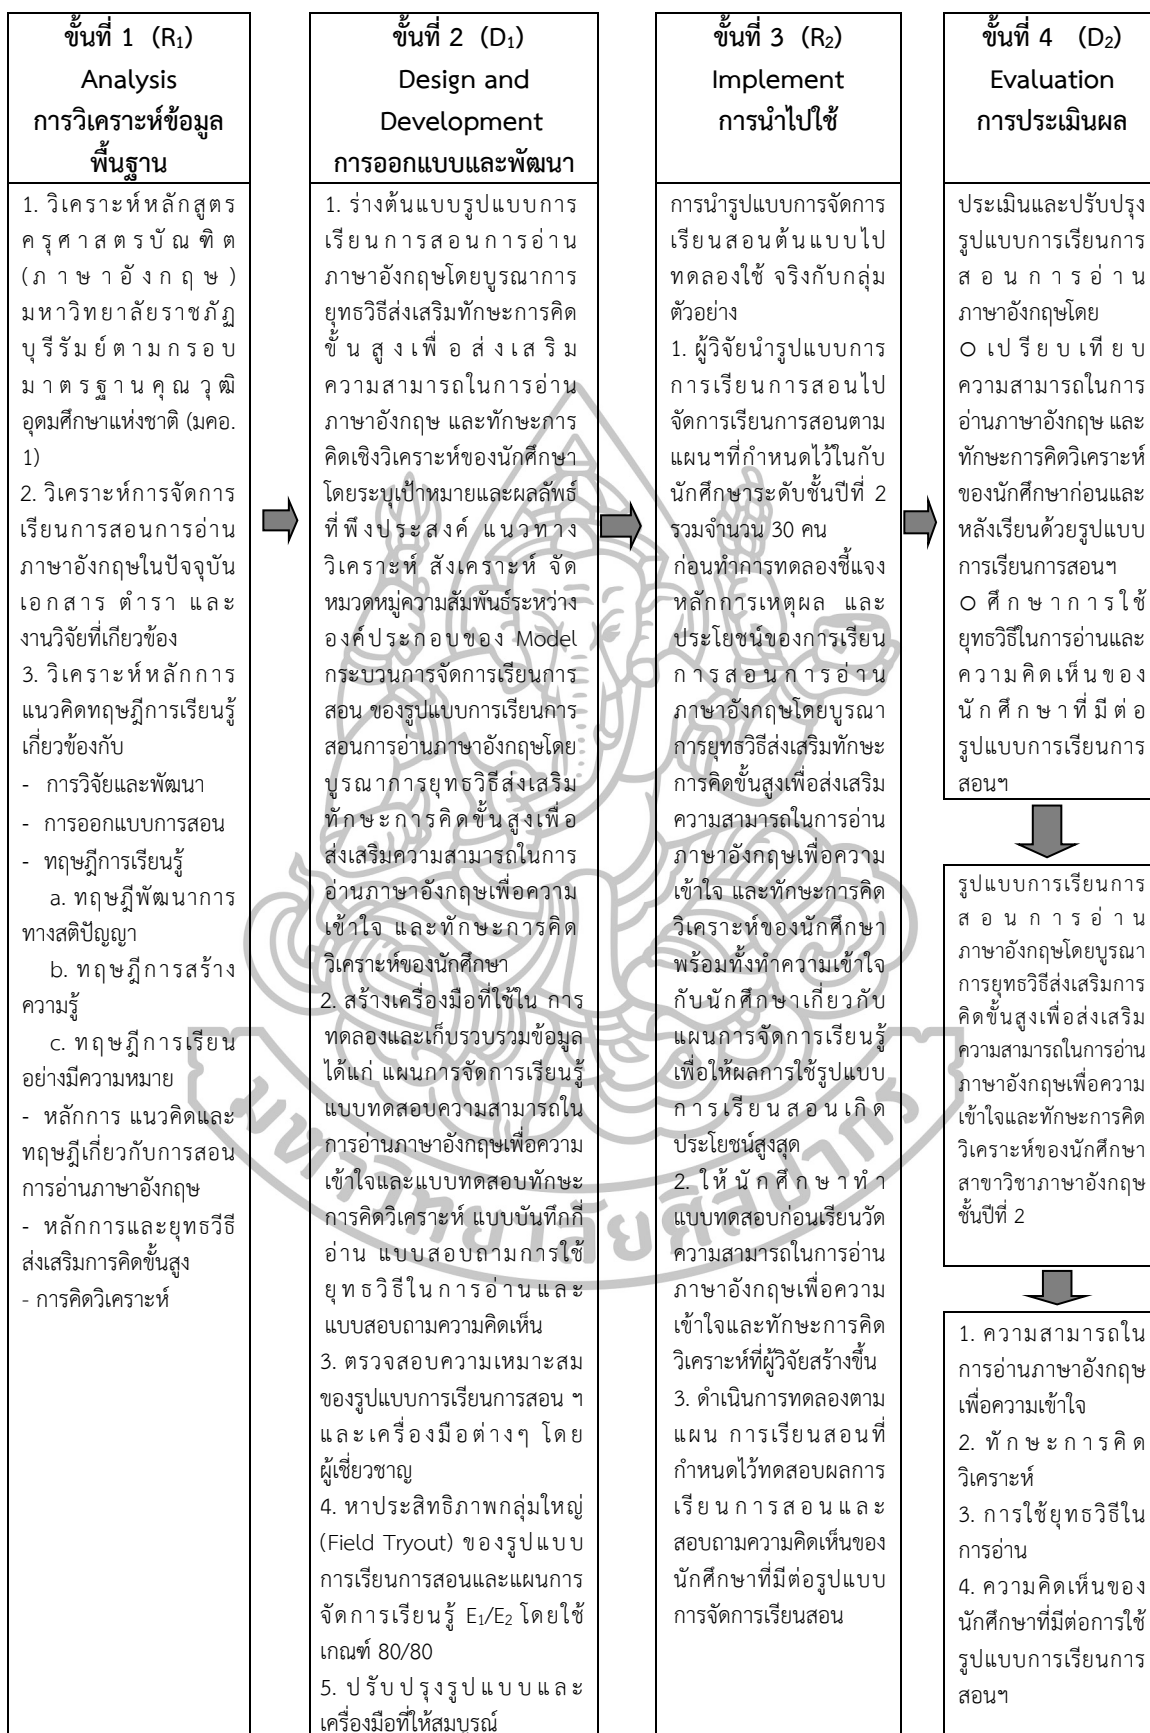 ขั้นที่ 1 (R₁)
Analysis
การวิเคราะห์ข้อมูล
พื้นฐาน
1. วิเคราะห์หลักสูตร
ครุศาสตรบัณฑิต
(ภาษาอังกฤษ)
มหาวิทยาลัยราชภัฏ
บุรีรัมย์ตามกรอบ
มาตรฐานคุณวุฒิ
อุดมศึกษาแห่งชาติ (มคอ.
1)
2. วิเคราะห์การจัดการ
เรียนการสอนการอ่าน
ภาษาอังกฤษในปัจจุบัน
เอกสาร ตำรา และ
งานวิจัยที่เกี่ยวข้อง
3. วิเคราะห์หลักการ
แนวคิดทฤษฎีการเรียนรู้
เกี่ยวข้องกับ
- การวิจัยและพัฒนา
- การออกแบบการสอน
- ทฤษฎีการเรียนรู้
a. ทฤษฎีพัฒนาการ
ทางสติปัญญา
b. ทฤษฎีการสร้าง
ความรู้
c. ทฤษฎีการเรียน
อย่างมีความหมาย
- หลักการ แนวคิดและ
ทฤษฎีเกี่ยวกับการสอน
การอ่านภาษาอังกฤษ
- หลักการและยุทธวีธี
ส่งเสริมการคิดขั้นสูง
- การคิดวิเคราะห์
ขั้นที่ 2 (D₁)
Design and
Development
การออกแบบและพัฒนา
1. ร่างต้นแบบรูปแบบการ
เรียนการสอนการอ่าน
ภาษาอังกฤษโดยบูรณาการ
ยุทธวิธีส่งเสริมทักษะการคิด
ขั้นสูงเพื่อส่งเสริม
ความสามารถในการอ่าน
ภาษาอังกฤษ และทักษะการ
คิดเชิงวิเคราะห์ของนักศึกษา
โดยระบุเป้าหมายและผลลัพธ์
ที่พึงประสงค์ แนวทาง
วิเคราะห์ สังเคราะห์ จัด
หมวดหมู่ความสัมพันธ์ระหว่าง
องค์ประกอบของ Model
กระบวนการจัดการเรียนการ
สอน ของรูปแบบการเรียนการ
สอนการอ่านภาษาอังกฤษโดย
บูรณาการยุทธวิธีส่งเสริม
ทักษะการคิดขั้นสูงเพื่อ
ส่งเสริมความสามารถในการ
อ่านภาษาอังกฤษเพื่อความ
เข้าใจ และทักษะการคิด
วิเคราะห์ของนักศึกษา
2. สร้างเครื่องมือที่ใช้ใน การ
ทดลองและเก็บรวบรวมข้อมูล
ได้แก่ แผนการจัดการเรียนรู้
แบบทดสอบความสามารถใน
การอ่านภาษาอังกฤษเพื่อความ
เข้าใจและแบบทดสอบทักษะ
การคิดวิเคราะห์ แบบบันทึกกี่
อ่าน แบบสอบถามการใช้
ยุทธวิธีในการอ่านและ
แบบสอบถามความคิดเห็น
3. ตรวจสอบความเหมาะสม
ของรูปแบบการเรียนการสอน ฯ
และเครื่องมือต่างๆ โดย
ผู้เชี่ยวชาญ
4. หาประสิทธิภาพกลุ่มใหญ่
(Field Tryout) ของรูปแบบ
การเรียนการสอนและแผนการ
จัดการเรียนรู้ E₁/E₂ โดยใช้
เกณฑ์ 80/80
5. ปรับปรุงรูปแบบและ
เครื่องมือที่ให้สมบูรณ์
ขั้นที่ 3 (R₂)
Implement
การนำไปใช้
การนำรูปแบบการจัดการ
เรียนสอนต้นแบบไป
ทดลองใช้ จริงกับกลุ่ม
ตัวอย่าง
1. ผู้วิจัยนำรูปแบบการ
การเรียนการสอนไป
จัดการเรียนการสอนตาม
แผนฯที่กำหนดไว้ในกับ
นักศึกษาระดับชั้นปีที่ 2
รวมจำนวน 30 คน
ก่อนทำการทดลองชี้แจง
หลักการเหตุผล และ
ประโยชน์ของการเรียน
การสอนการอ่าน
ภาษาอังกฤษโดยบูรณา
การยุทธวิธีส่งเสริมทักษะ
การคิดขั้นสูงเพื่อส่งเสริม
ความสามารถในการอ่าน
ภาษาอังกฤษเพื่อความ
เข้าใจ และทักษะการคิด
วิเคราะห์ของนักศึกษา
พร้อมทั้งทำความเข้าใจ
กับนักศึกษาเกี่ยวกับ
แผนการจัดการเรียนรู้
เพื่อให้ผลการใช้รูปแบบ
การเรียนสอนเกิด
ประโยชน์สูงสุด
2. ให้นักศึกษาทำ
แบบทดสอบก่อนเรียนวัด
ความสามารถในการอ่าน
ภาษาอังกฤษเพื่อความ
เข้าใจและทักษะการคิด
วิเคราะห์ที่ผู้วิจัยสร้างขึ้น
3. ดำเนินการทดลองตาม
แผน การเรียนสอนที่
กำหนดไว้ทดสอบผลการ
เรียนการสอนและ
สอบถามความคิดเห็นของ
นักศึกษาที่มีต่อรูปแบบ
การจัดการเรียนสอน
ขั้นที่ 4 (D₂)
Evaluation
การประเมินผล
ประเมินและปรับปรุง
รูปแบบการเรียนการ
สอนการอ่าน
ภาษาอังกฤษโดย
O เปรียบเทียบ
ความสามารถในการ
อ่านภาษาอังกฤษ และ
ทักษะการคิดวิเคราะห์
ของนักศึกษาก่อนและ
หลังเรียนด้วยรูปแบบ
การเรียนการสอนฯ
O ศึกษาการใช้
ยุทธวิธีในการอ่านและ
ความคิดเห็นของ
นักศึกษาที่มีต่อ
รูปแบบการเรียนการ
สอนฯ
รูปแบบการเรียนการ
สอนการอ่าน
ภาษาอังกฤษโดยบูรณา
การยุทธวิธีส่งเสริมการ
คิดขั้นสูงเพื่อส่งเสริม
ความสามารถในการอ่าน
ภาษาอังกฤษเพื่อความ
เข้าใจและทักษะการคิด
วิเคราะห์ของนักศึกษา
สาขาวิชาภาษาอังกฤษ
ชั้นปีที่ 2
1. ความสามารถใน
การอ่านภาษาอังกฤษ
เพื่อความเข้าใจ
2. ทักษะการคิด
วิเคราะห์
3. การใช้ยุทธวิธีใน
การอ่าน
4. ความคิดเห็นของ
นักศึกษาที่มีต่อการใช้
รูปแบบการเรียนการ
สอนฯ
มหาวิทยาลัยศิลปากร